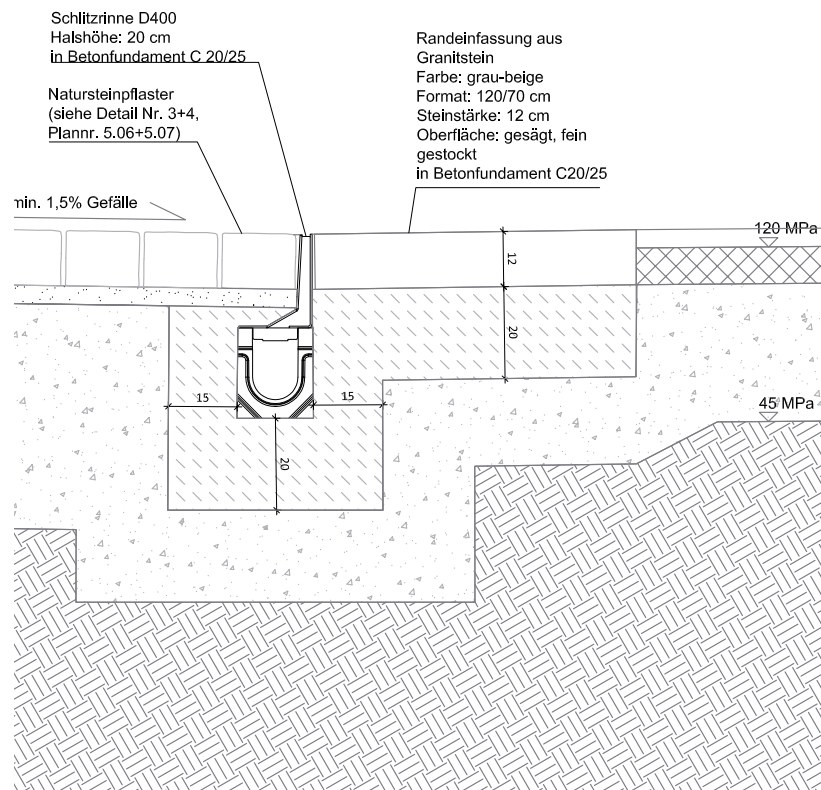 Schlitzrinne D400
Halshöhe: 20 cm
in Betonfundament C 20/25
Natursteinpflaster
(siehe Detail Nr. 3+4,
Plannr. 5.06+5.07)
Randeinfassung aus
Granitstein
Farbe: grau-beige
Format: 120/70 cm
Steinstärke: 12 cm
Oberfläche: gesägt, fein
gestockt
in Betonfundament C20/25
min. 1,5% Gefälle
120 MPa
12
20
15
15
45 MPa
20